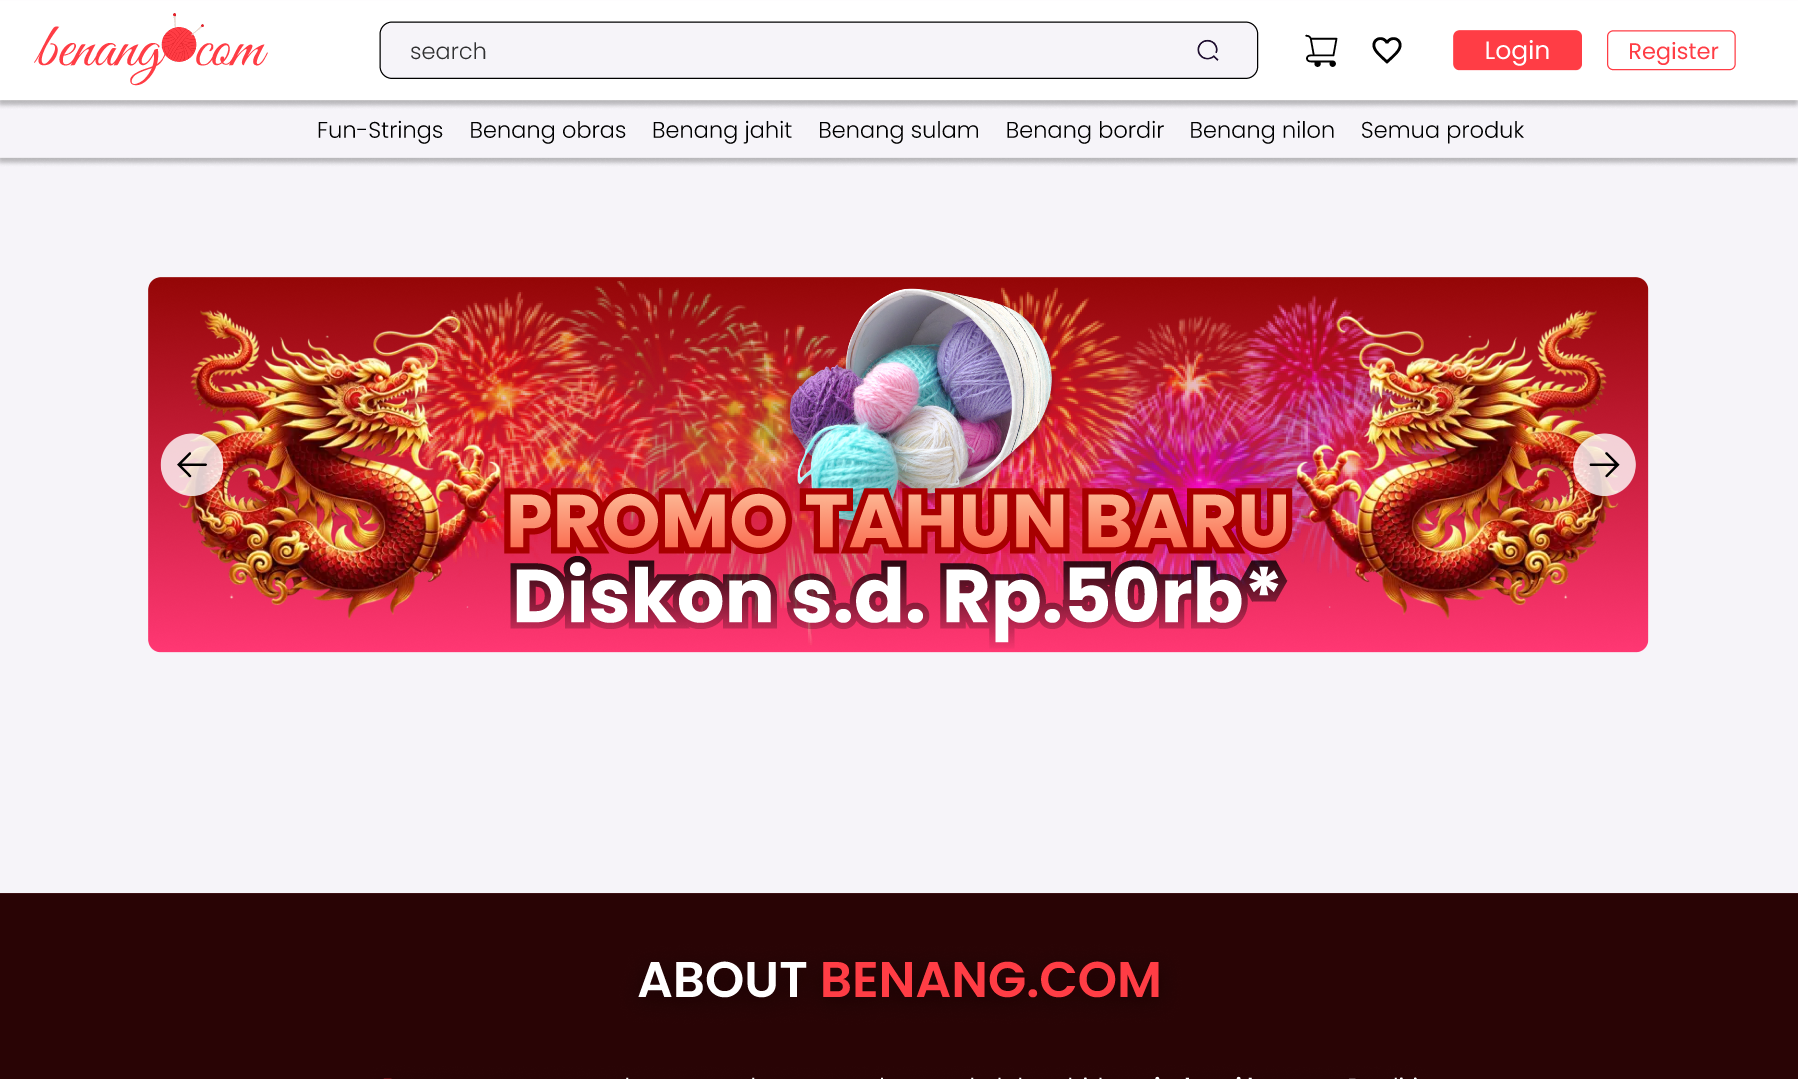 benang.com
search
Login
Register
Fun-Strings Benang obras Benang jahit Benang sulam Benang bordir Benang nilon Semua produk
PROMO TAHUN BARU
Diskon s.d. Rp.50rb*
ABOUT BENANG.COM